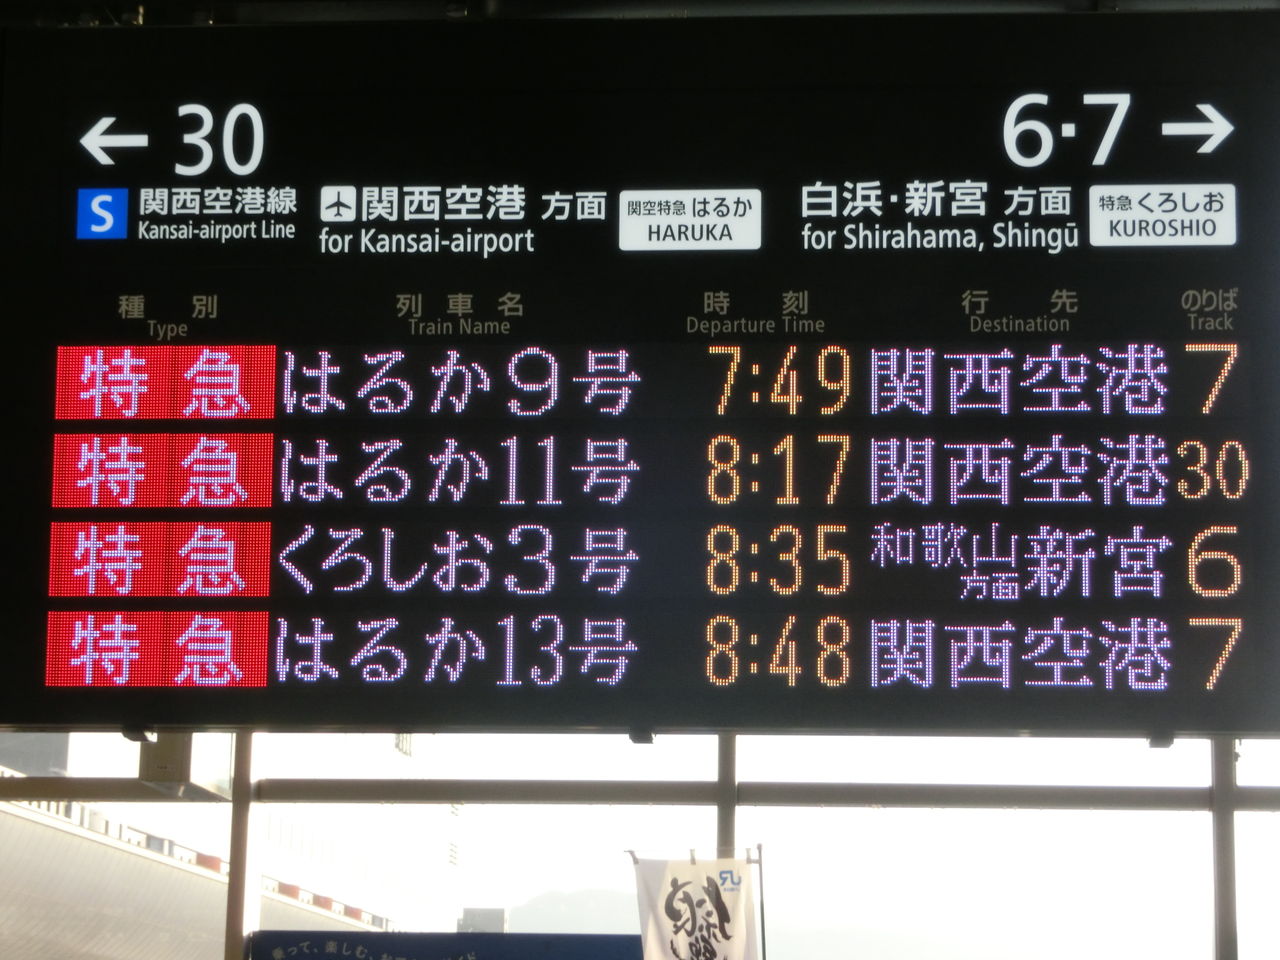 ← 30
6・7 →
S 関西空港線 関西空港 方面 関空特急 はるか
Kansai-airport Line for Kansai-airport HARUKA
白浜・新宮 方面 特急 くろしお
for Shirahama, Shingū KUROSHIO
種別 列車名 時刻 行先 のりば
Type Train Name Departure Time Destination Track
特急 はるか9号 7:49 関西空港 7
特急 はるか11号 8:17 関西空港 30
特急 くろしお3号 8:35 和歌山方面 新宮 6
特急 はるか13号 8:48 関西空港 7
乗って、楽しむ、